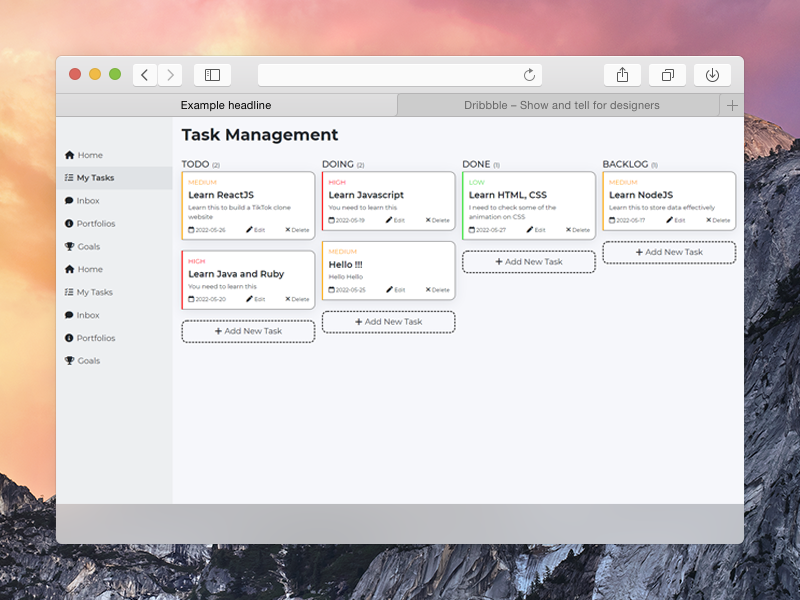 Example headline
Dribbble – Show and tell for designers
Task Management
Home
My Tasks
Inbox
Portfolios
Goals
Home
My Tasks
Inbox
Portfolios
Goals
TODO (2)
MEDIUM
Learn ReactJS
Learn this to build a TikTok clone
website
2022-05-26 Edit Delete
HIGH
Learn Java and Ruby
You need to learn this
2022-05-20 Edit Delete
+ Add New Task
DOING (2)
HIGH
Learn Javascript
You need to learn this
2022-05-19 Edit Delete
MEDIUM
Hello !!!
Hello Hello
2022-05-25 Edit Delete
+ Add New Task
DONE (1)
LOW
Learn HTML, CSS
I need to check some of the
animation on CSS
2022-05-27 Edit Delete
+ Add New Task
BACKLOG (1)
MEDIUM
Learn NodeJS
Learn this to store data effectively
2022-05-17 Edit Delete
+ Add New Task